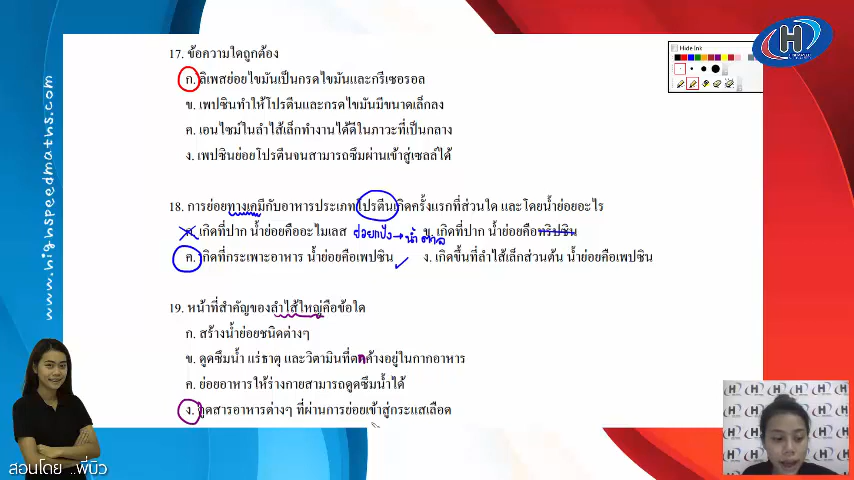 17. ข้อความใดถูกต้อง
ก. ลิเพสย่อยไขมันเป็นกรดไขมันและกรีเซอรอล
ข. เพปซินทำให้โปรตีนและกรดไขมันมีขนาดเล็กลง
ค. เอนไซม์ในลำไส้เล็กทำงานได้ดีในภาวะที่เป็นกลาง
ง. เพปซินย่อยโปรตีนจนสามารถซึมผ่านเข้าสู่เซลล์ได้
18. การย่อยทางเคมีกับอาหารประเภทโปรตีนเกิดครั้งแรกที่ส่วนใด และโดยน้ำย่อยอะไร
ก. เกิดที่ปาก น้ำย่อยคืออะไมเลส ย่อยแป้ง→น้ำตาล ข. เกิดที่ปาก น้ำย่อยคือทริปซิน
ค. เกิดที่กระเพาะอาหาร น้ำย่อยคือเพปซิน ง. เกิดขึ้นที่ลำไส้เล็กส่วนต้น น้ำย่อยคือเพปซิน
19. หน้าที่สำคัญของลำไส้ใหญ่คือข้อใด
ก. สร้างน้ำย่อยชนิดต่างๆ
ข. ดูดซึมน้ำ แร่ธาตุ และวิตามินที่ตกค้างอยู่ในกากอาหาร
ค. ย่อยอาหารให้ร่างกายสามารถดูดซึมน้ำได้
ง. ดูดสารอาหารต่างๆ ที่ผ่านการย่อยเข้าสู่กระแสเลือด
www.highspeedmaths.com
Hide Ink
H
สอนโดย ..พี่บิว